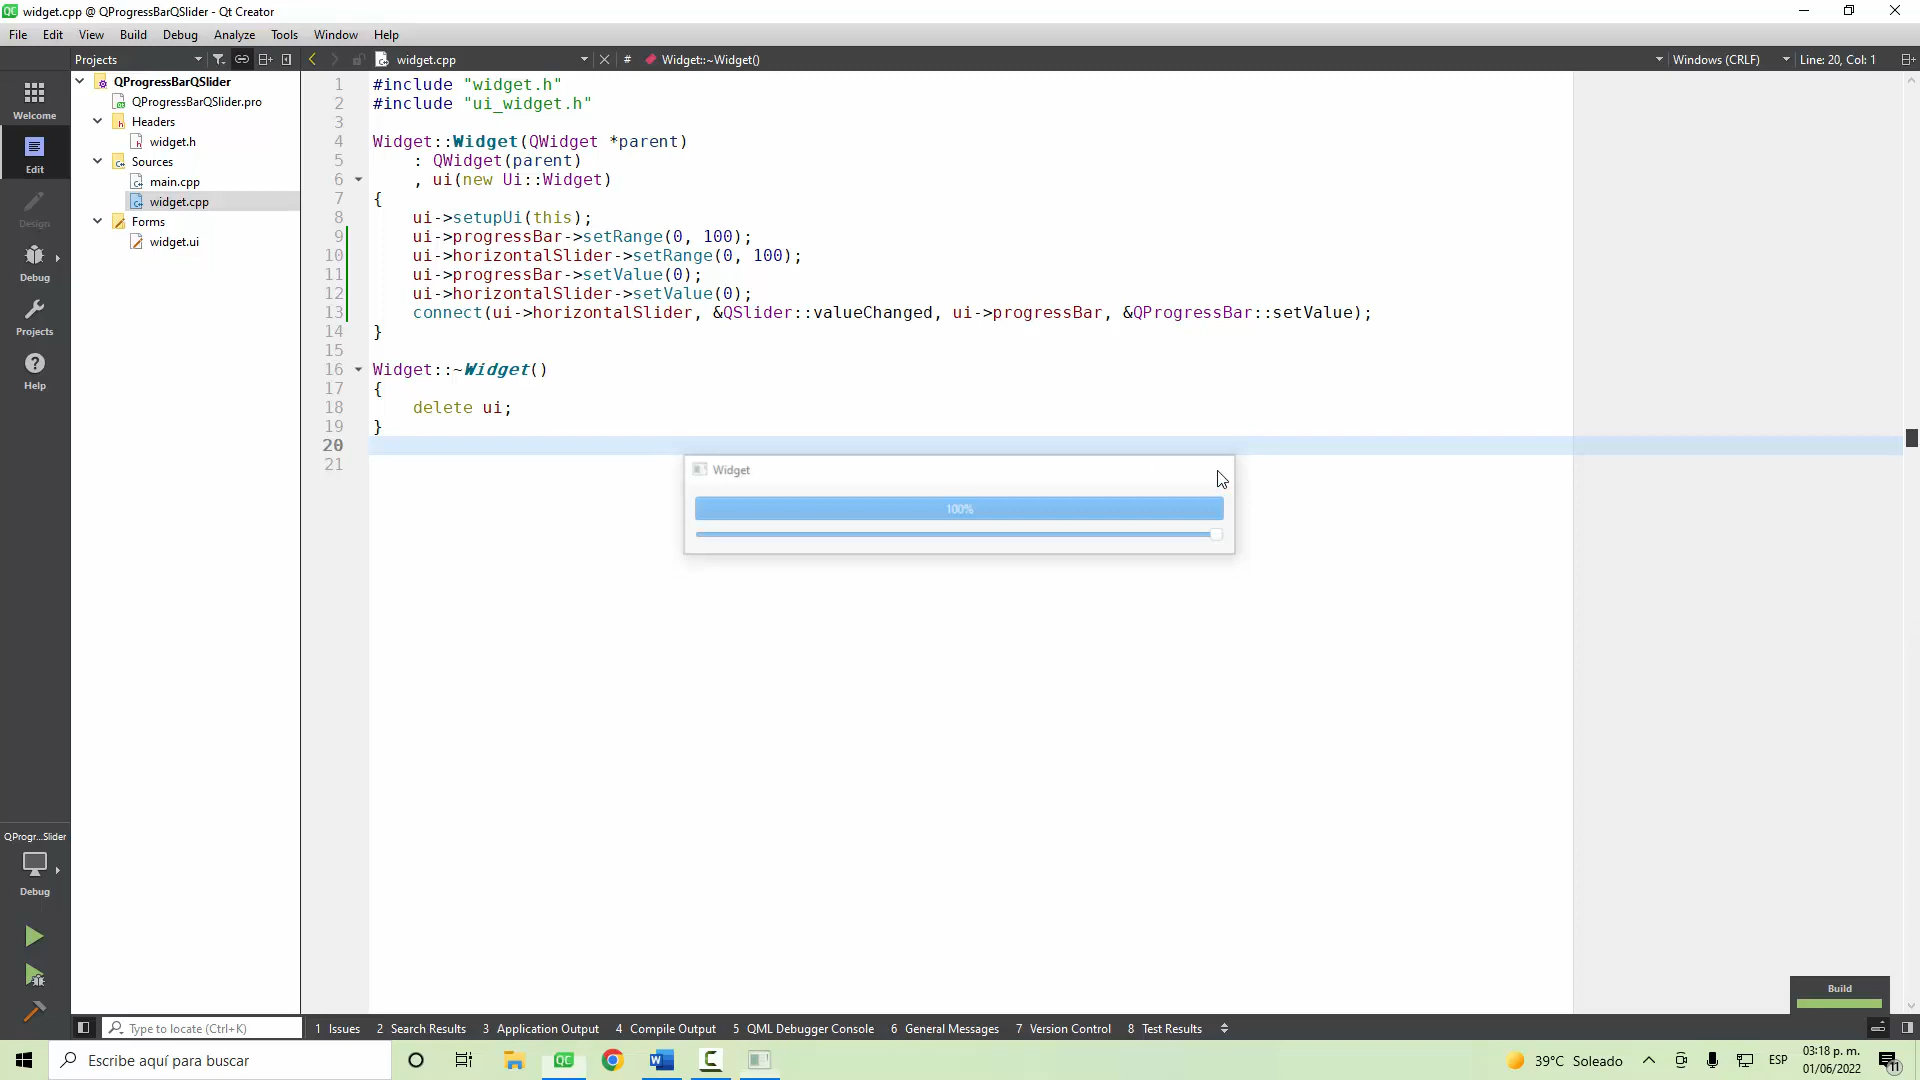 widget.cpp @ QProgressBarQSlider - Qt Creator
File Edit View Build Debug Analyze Tools Window Help
Projects widget.cpp # Widget::~Widget() Windows (CRLF) Line: 20, Col: 1
Welcome
Edit
Design
Debug
Projects
Help
QProgressBarQSlider
QProgressBarQSlider.pro
Headers
widget.h
Sources
main.cpp
widget.cpp
Forms
widget.ui
1 #include "widget.h"
2 #include "ui_widget.h"
3
4 Widget::Widget(QWidget *parent)
5 : QWidget(parent)
6 , ui(new Ui::Widget)
7 {
8 ui->setupUi(this);
9 ui->progressBar->setRange(0, 100);
10 ui->horizontalSlider->setRange(0, 100);
11 ui->progressBar->setValue(0);
12 ui->horizontalSlider->setValue(0);
13 connect(ui->horizontalSlider, &QSlider::valueChanged, ui->progressBar, &QProgressBar::setValue);
14 }
15
16 Widget::~Widget()
17 {
18 delete ui;
19 }
20
21
Widget
100%
QProgr...Slider
Debug
Build
Type to locate (Ctrl+K) 1 Issues 2 Search Results 3 Application Output 4 Compile Output 5 QML Debugger Console 6 General Messages 7 Version Control 8 Test Results
Escribe aquí para buscar
39°C Soleado
ESP
03:18 p. m.
01/06/2022
11